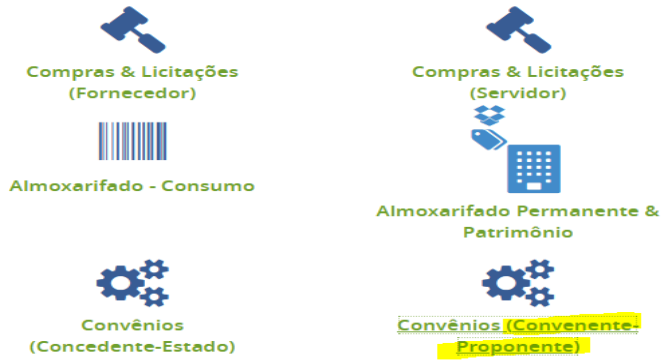 Compras & Licitações
(Fornecedor)
Compras & Licitações
(Servidor)
Almoxarifado - Consumo
Almoxarifado Permanente &
Patrimônio
Convênios
(Concedente-Estado)
Convênios (Convenente-
Proponente)